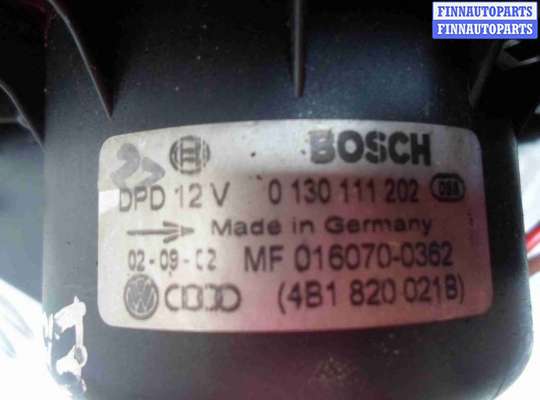 FINNAUTOPARTS
FINNAUTOPARTS
BOSCH
DPD 12 V 0 130 111 202 09A
Made in Germany
02-09-02 MF 016070-0362
(4B1 820 021B)